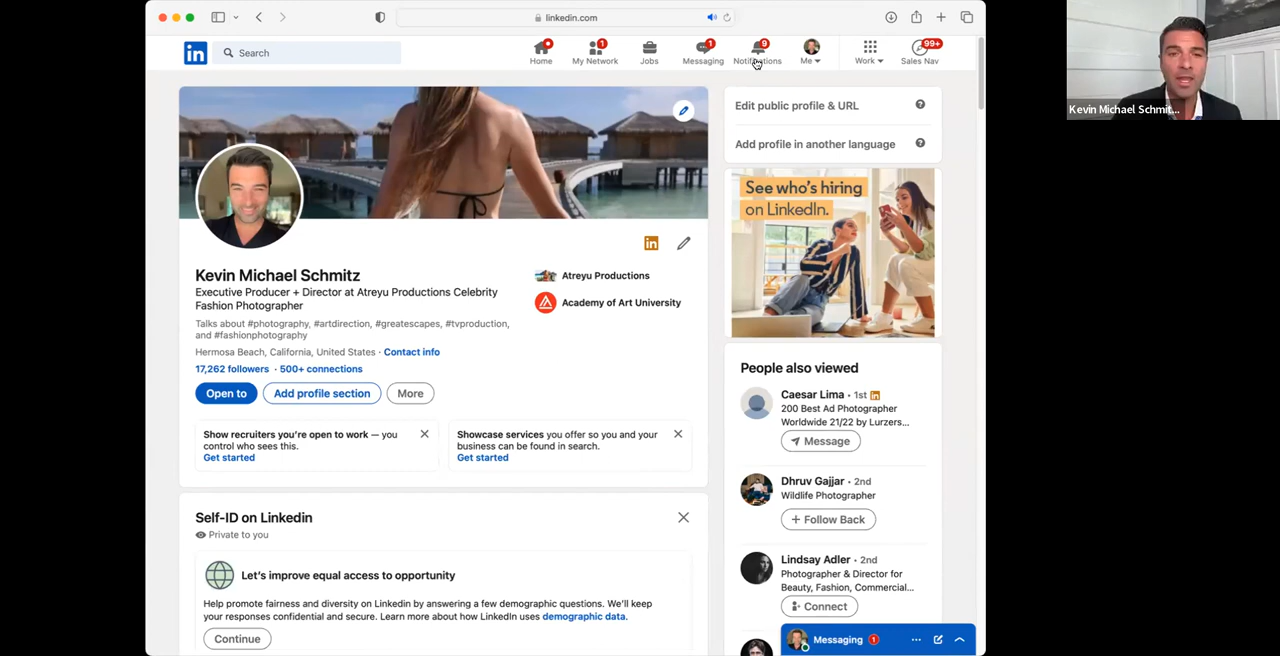 linkedin.com
in
Search
Home
1
My Network
Jobs
1
Messaging
9
Notifications
Me
Work
99+
Sales Nav
Kevin Michael Schmit...
Edit public profile & URL
Add profile in another language
See who's hiring
on LinkedIn.
in
Kevin Michael Schmitz
Executive Producer + Director at Atreyu Productions Celebrity
Fashion Photographer
Talks about #photography, #artdirection, #greatescapes, #tvproduction,
and #fashionphotography
Hermosa Beach, California, United States · Contact info
17,262 followers · 500+ connections
Open to
Add profile section
More
Atreyu Productions
Academy of Art University
Show recruiters you're open to work — you
control who sees this.
Get started
Showcase services you offer so you and your
business can be found in search.
Get started
Self-ID on Linkedin
Private to you
Let's improve equal access to opportunity
Help promote fairness and diversity on Linkedin by answering a few demographic questions. We'll keep
your responses confidential and secure. Learn more about how LinkedIn uses demographic data.
Continue
People also viewed
Caesar Lima · 1st in
200 Best Ad Photographer
Worldwide 21/22 by Lurzers...
Message
Dhruv Gajjar · 2nd
Wildlife Photographer
+ Follow Back
Lindsay Adler · 2nd
Photographer & Director for
Beauty, Fashion, Commercial...
Connect
Messaging 1 ...